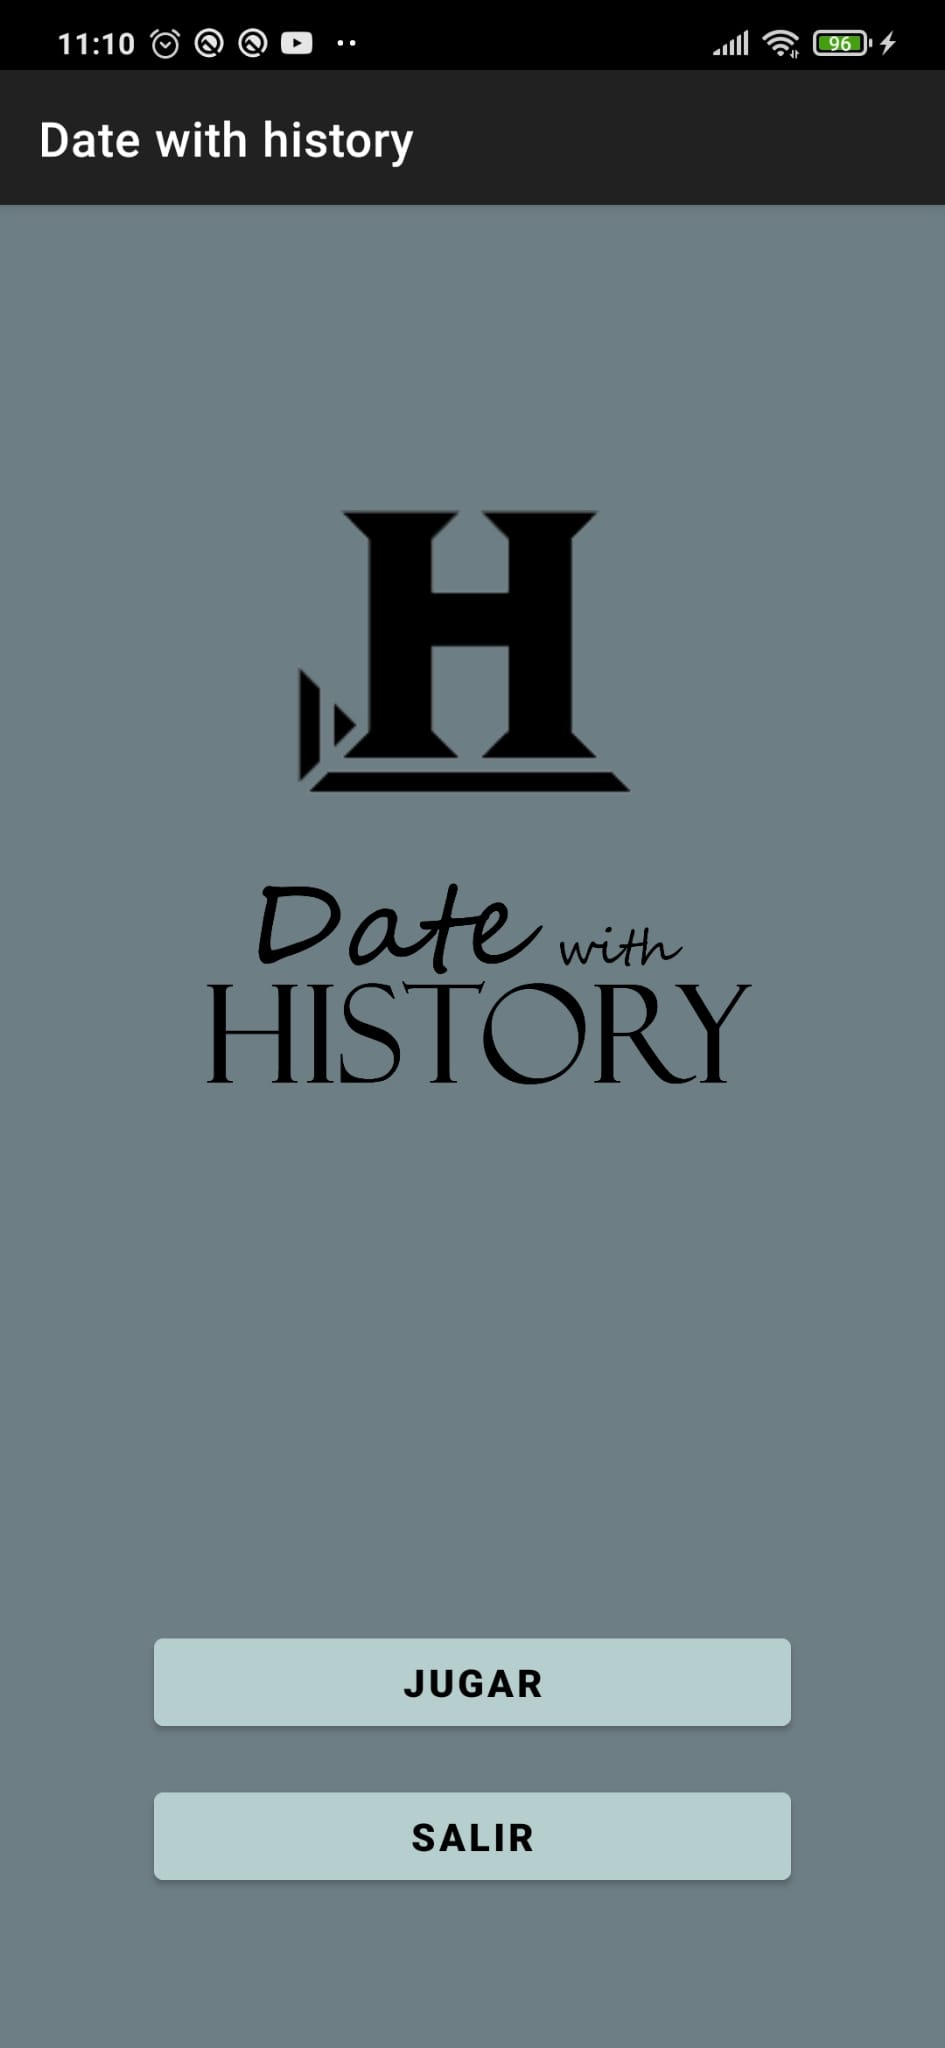 11:10 96
Date with history
H
Date with
HISTORY
JUGAR
SALIR